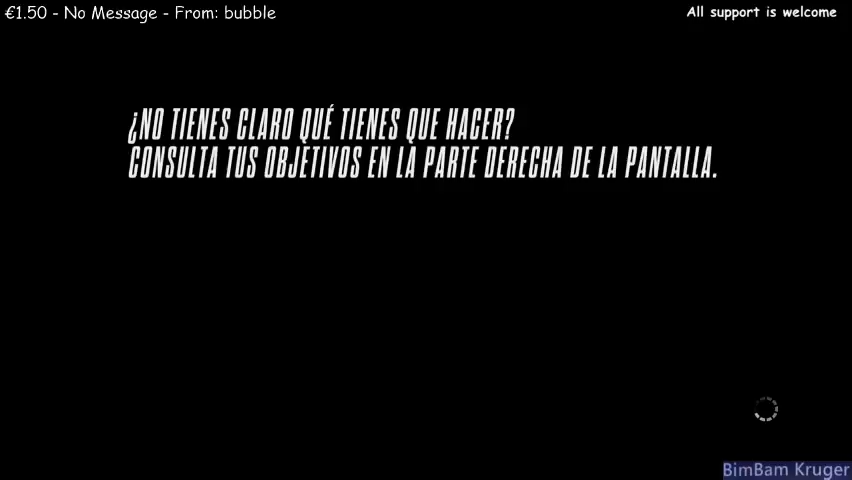 €1.50 - No Message - From: bubble
All support is welcome
¿NO TIENES CLARO QUÉ TIENES QUE HACER?
CONSULTA TUS OBJETIVOS EN LA PARTE DERECHA DE LA PANTALLA.
BimBam Kruger